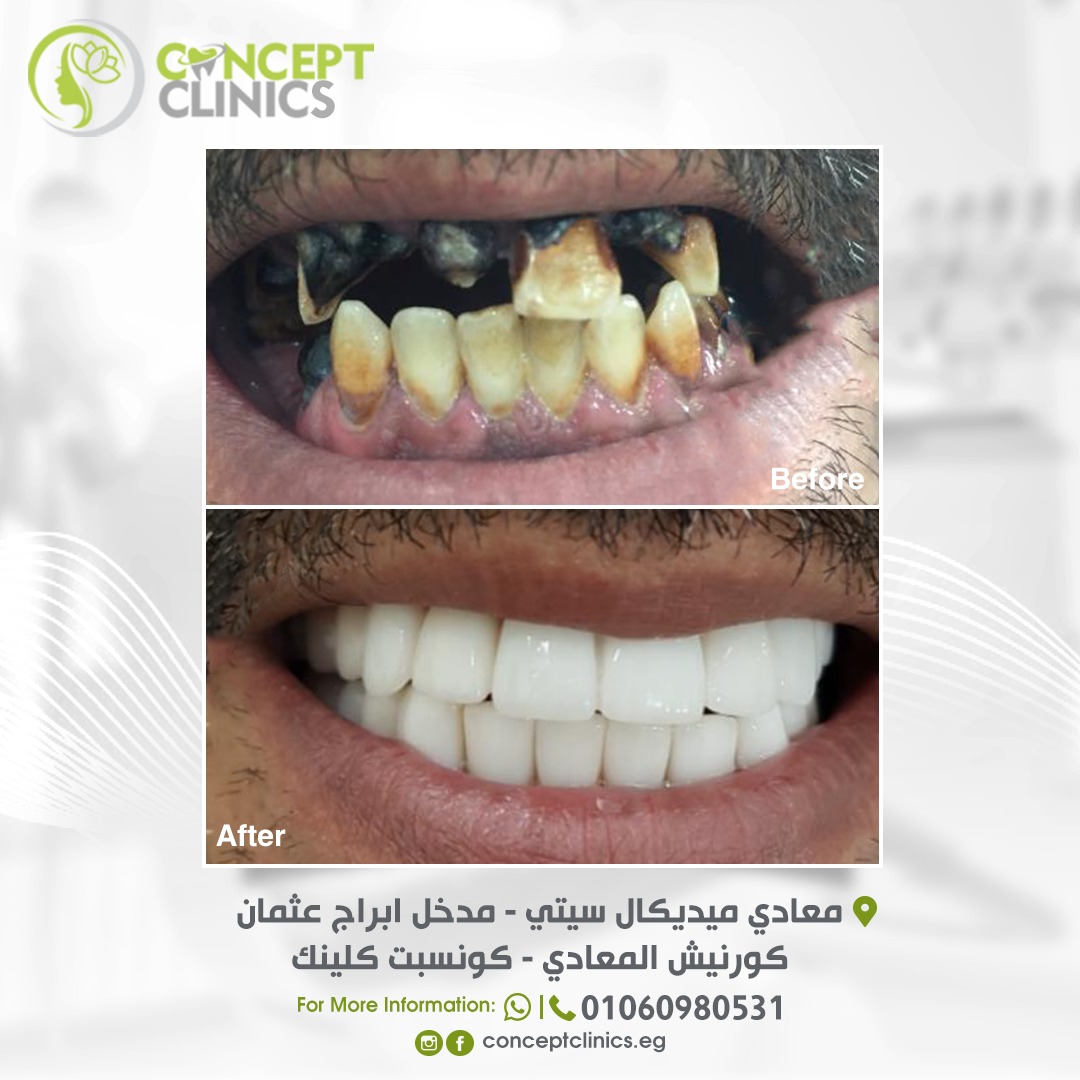 CONCEPT
CLINICS
Before
After
معادي ميديكال سيتي - مدخل ابراج عثمان
كورنيش المعادي - كونسبت كلينك
For More Information: | 01060980531
conceptclinics.eg